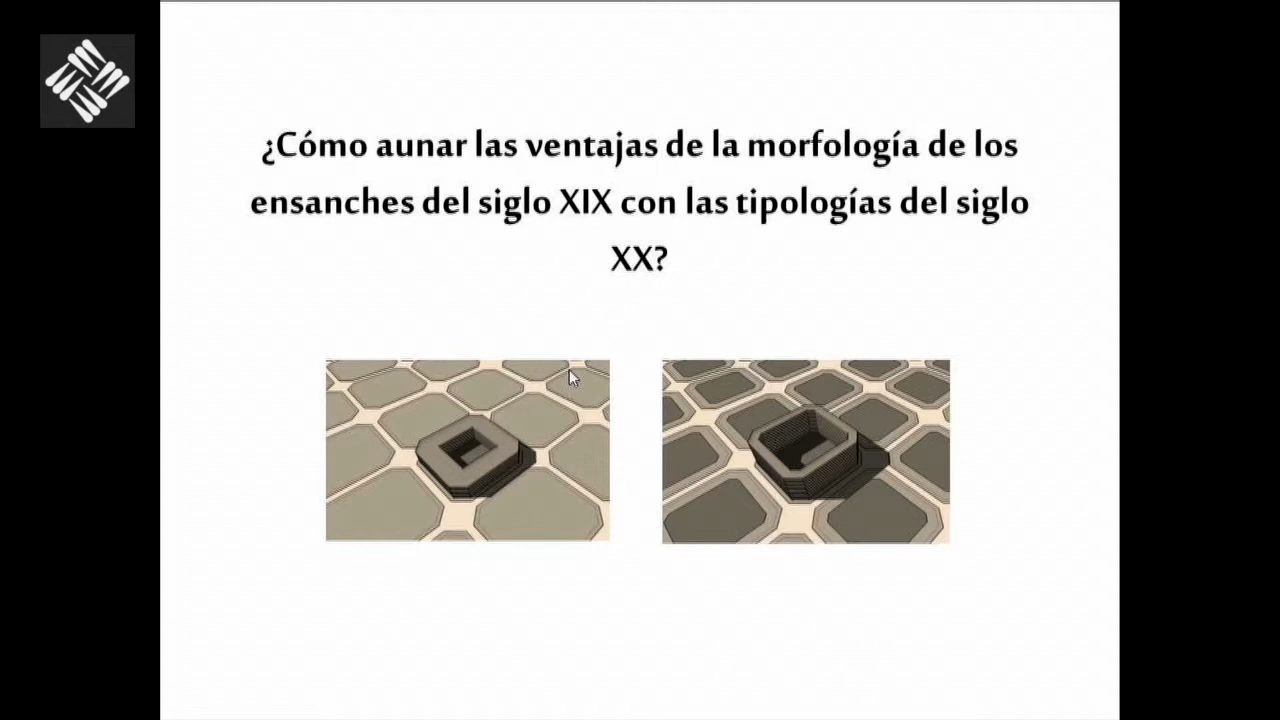 ¿Cómo aunar las ventajas de la morfología de los
ensanches del siglo XIX con las tipologías del siglo
XX?